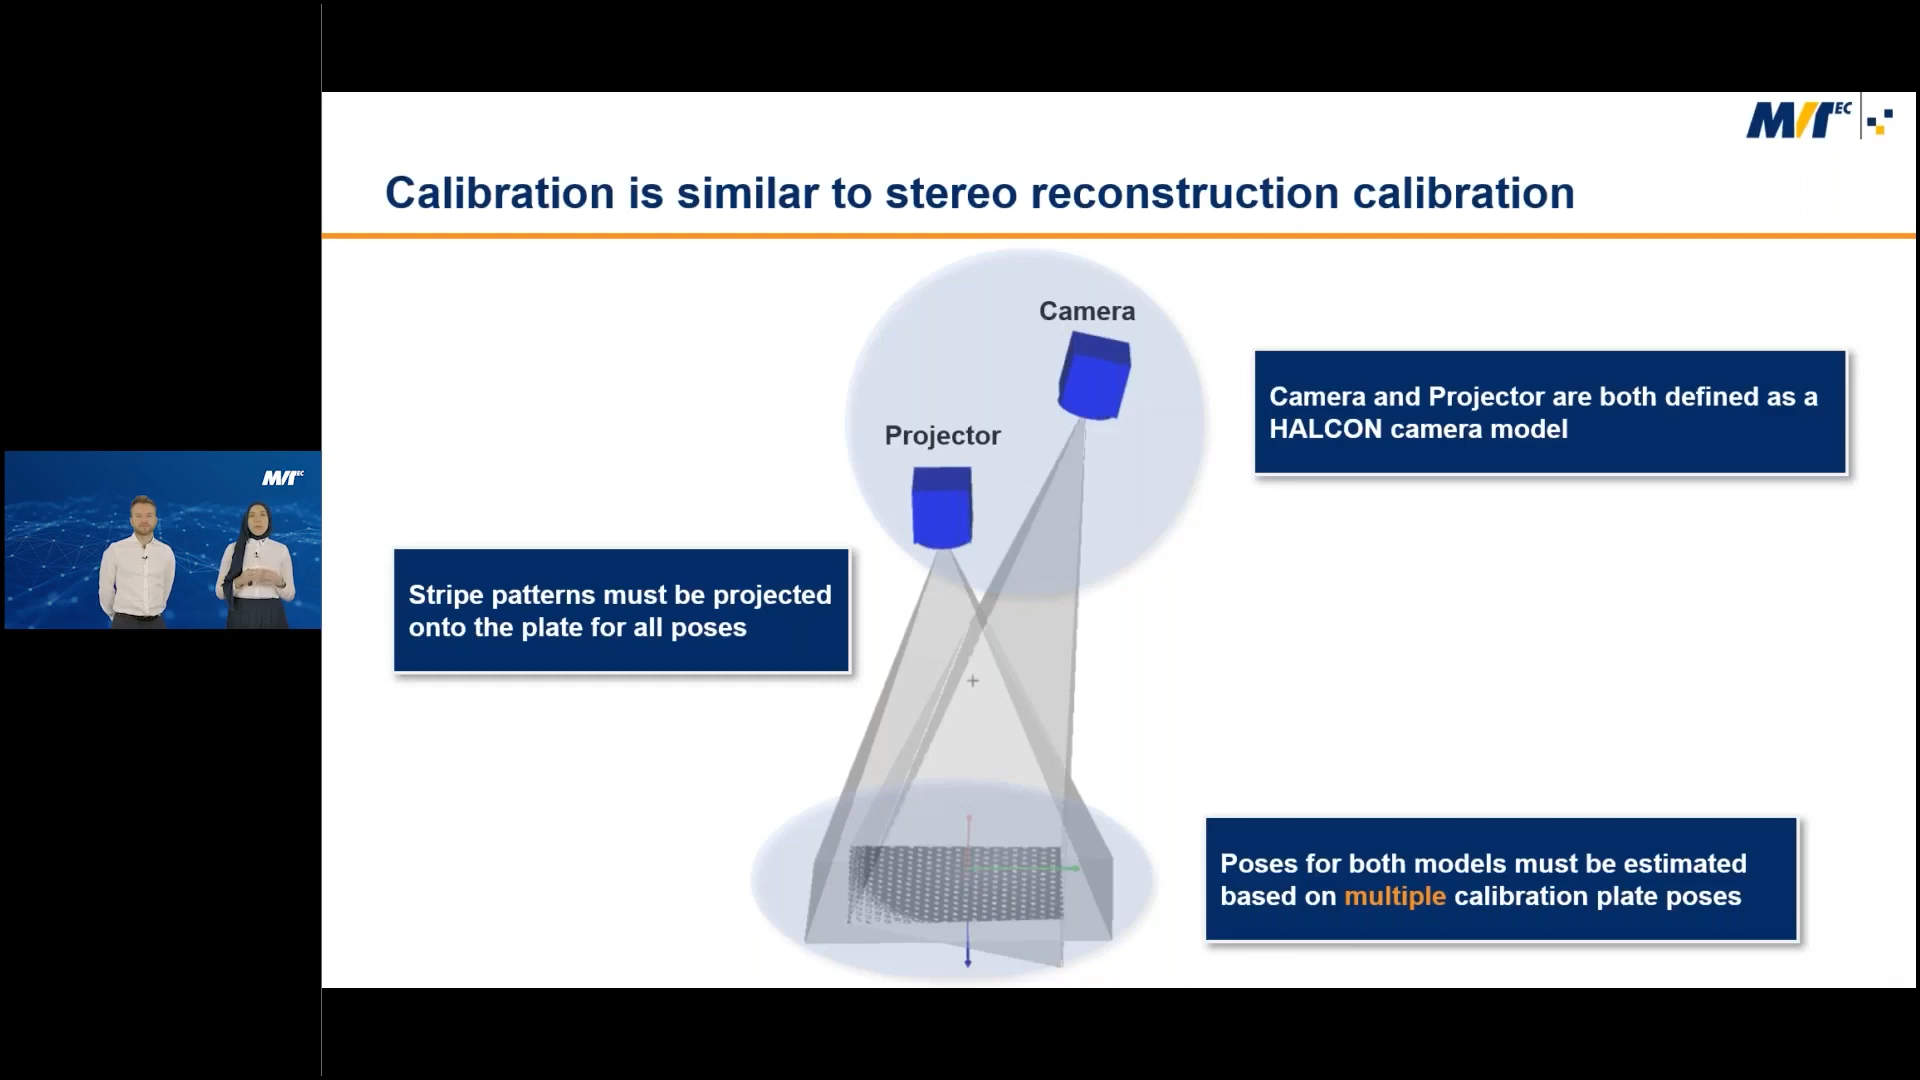 MVTEC
Calibration is similar to stereo reconstruction calibration
Camera
Camera and Projector are both defined as a
HALCON camera model
Projector
MVTEC
Stripe patterns must be projected
onto the plate for all poses
Poses for both models must be estimated
based on multiple calibration plate poses